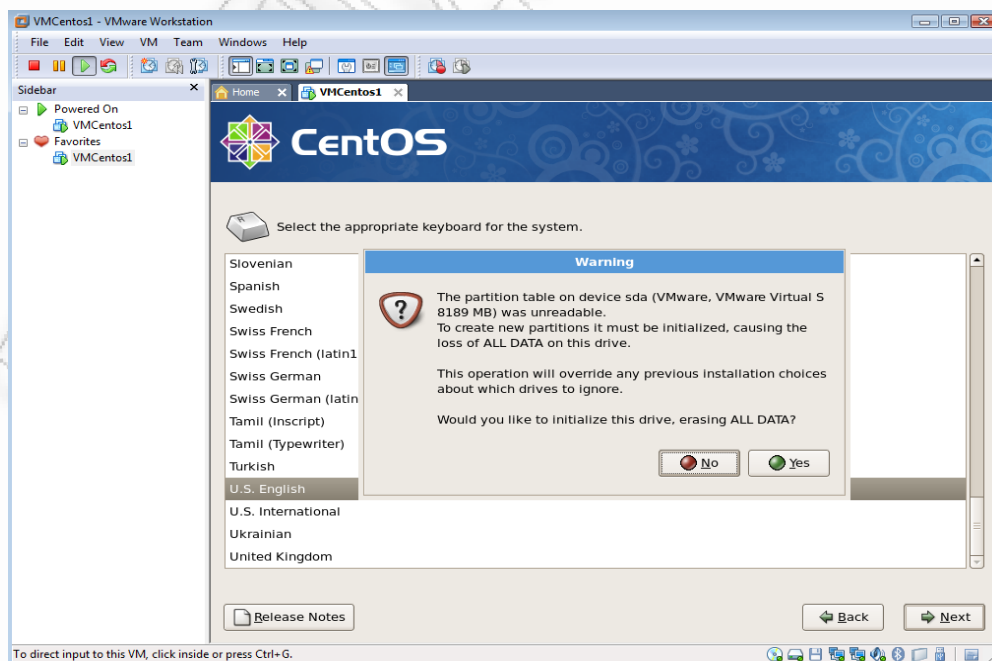 VMCentos1 - VMware Workstation
File Edit View VM Team Windows Help
Sidebar ×
Powered On
VMCentos1
Favorites
VMCentos1
Home × VMCentos1 ×
CentOS
Select the appropriate keyboard for the system.
Slovenian
Spanish
Swedish
Swiss French
Swiss French (latin1
Swiss German
Swiss German (latin
Tamil (Inscript)
Tamil (Typewriter)
Turkish
U.S. English
U.S. International
Ukrainian
United Kingdom
Warning
The partition table on device sda (VMware, VMware Virtual S
8189 MB) was unreadable.
To create new partitions it must be initialized, causing the
loss of ALL DATA on this drive.
This operation will override any previous installation choices
about which drives to ignore.
Would you like to initialize this drive, erasing ALL DATA?
No Yes
Release Notes Back Next
To direct input to this VM, click inside or press Ctrl+G.